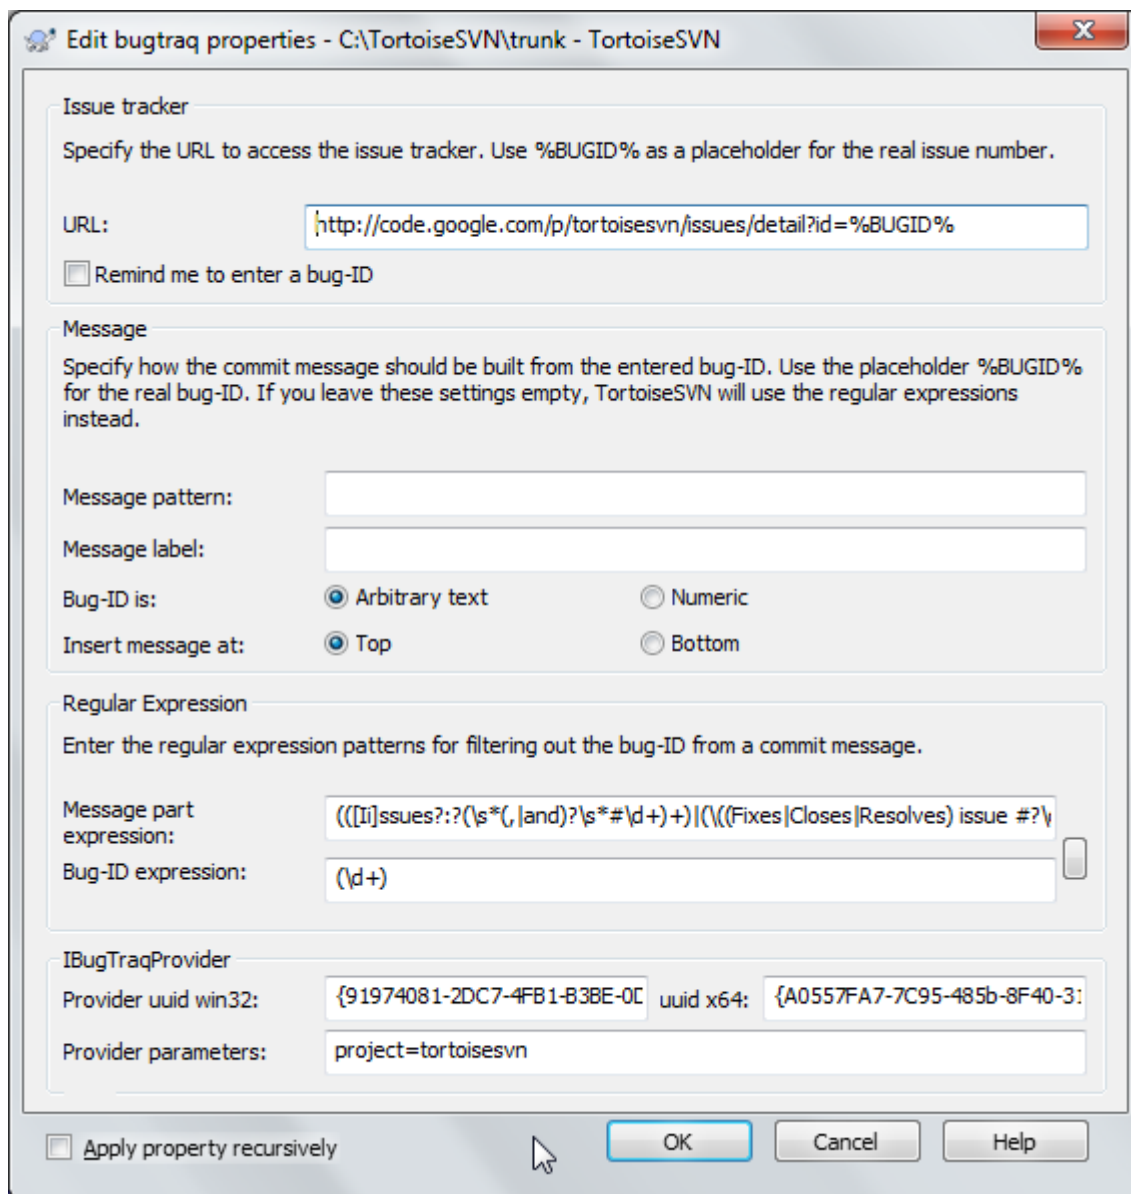 Edit bugtraq properties - C:\TortoiseSVN\trunk - TortoiseSVN
Issue tracker
Specify the URL to access the issue tracker. Use %BUGID% as a placeholder for the real issue number.
URL: http://code.google.com/p/tortoisesvn/issues/detail?id=%BUGID%
Remind me to enter a bug-ID
Message
Specify how the commit message should be built from the entered bug-ID. Use the placeholder %BUGID%
for the real bug-ID. If you leave these settings empty, TortoiseSVN will use the regular expressions
instead.
Message pattern:
Message label:
Bug-ID is: Arbitrary text Numeric
Insert message at: Top Bottom
Regular Expression
Enter the regular expression patterns for filtering out the bug-ID from a commit message.
Message part
expression: (([Ii]ssues?:?(\s*(,|and)?\s*#\d+)+)|(\((Fixes|Closes|Resolves) issue #?\
Bug-ID expression: (\d+)
IBugTraqProvider
Provider uuid win32: {91974081-2DC7-4FB1-B3BE-0D uuid x64: {A0557FA7-7C95-485b-8F40-31
Provider parameters: project=tortoisesvn
Apply property recursively OK Cancel Help